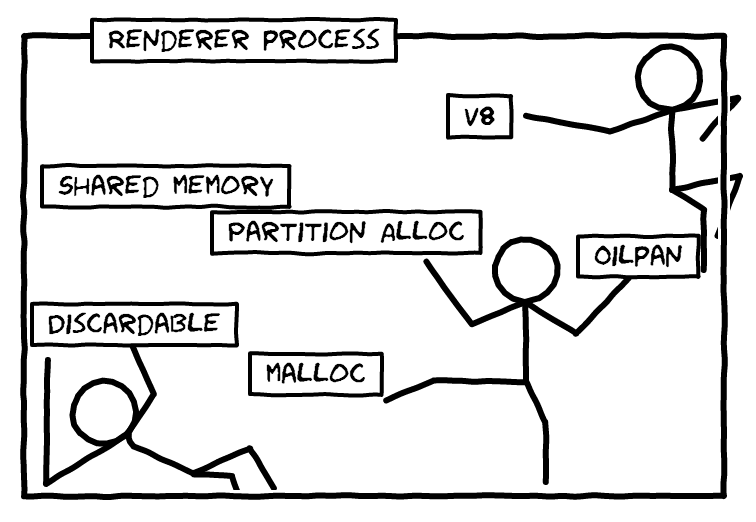 RENDERER PROCESS
V8
SHARED MEMORY
PARTITION ALLOC
OILPAN
DISCARDABLE
MALLOC